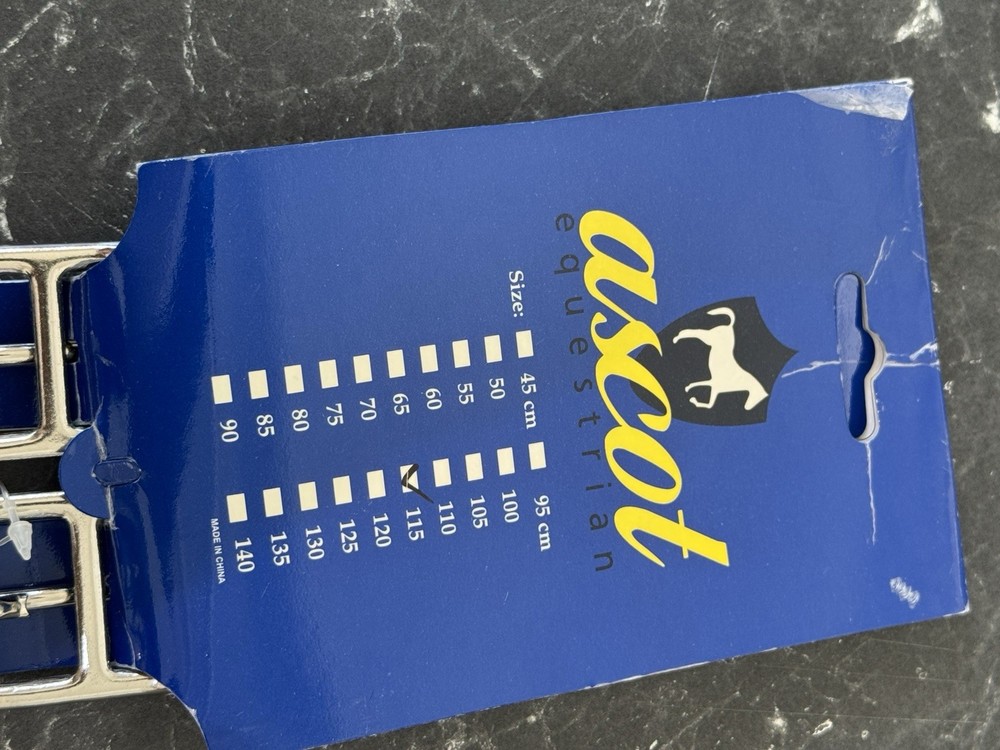 ascot
equestrian
Size:
45 cm 95 cm
50 100
55 105
60 110
65 115
70 120
75 125
80 130
85 135
90 140
MADE IN CHINA